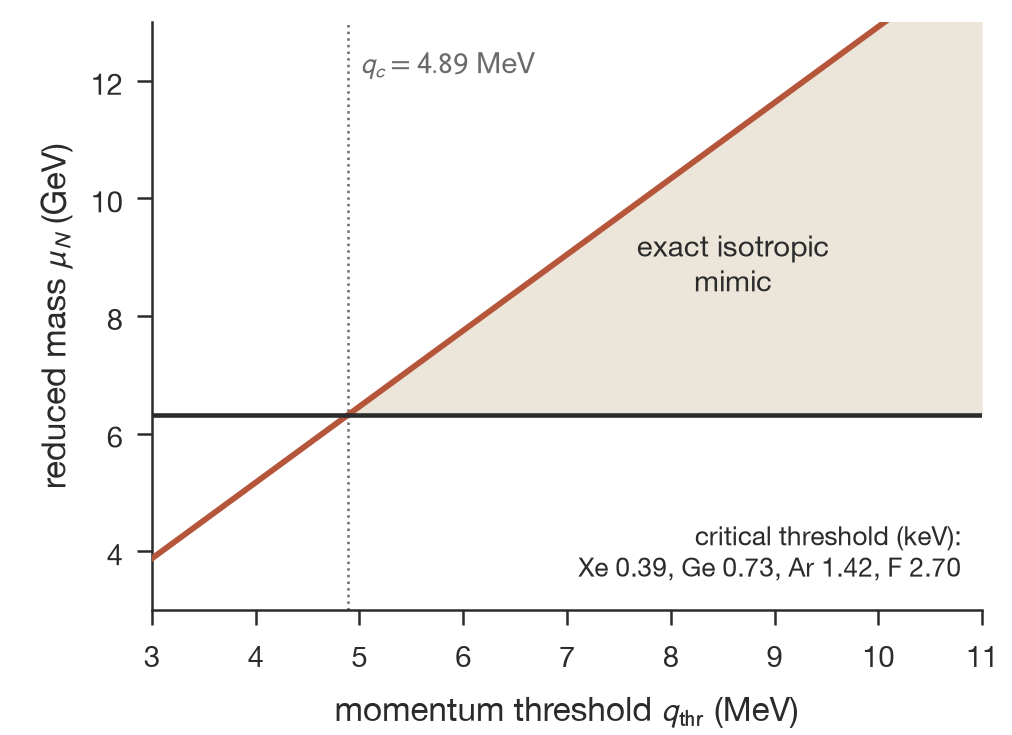 q_c = 4.89 MeV
12
10
8
6
4
reduced mass μ_N (GeV)
exact isotropic
mimic
critical threshold (keV):
Xe 0.39, Ge 0.73, Ar 1.42, F 2.70
3 4 5 6 7 8 9 10 11
momentum threshold q_thr (MeV)